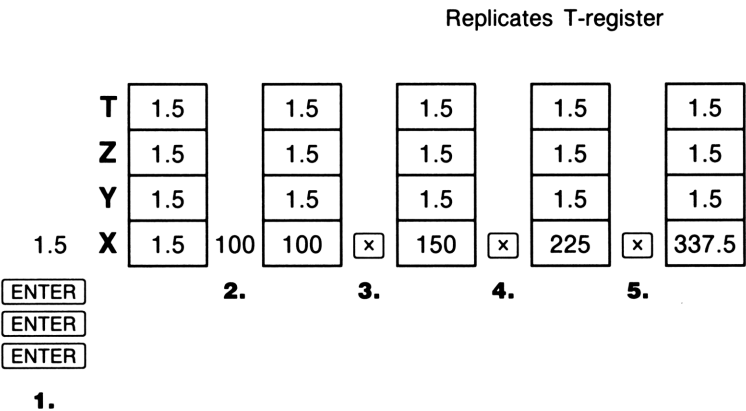 Replicates T-register
T 1.5 1.5 1.5 1.5 1.5
Z 1.5 1.5 1.5 1.5 1.5
Y 1.5 1.5 1.5 1.5 1.5
1.5 X 1.5 100 100 × 150 × 225 × 337.5
ENTER 2. 3. 4. 5.
ENTER
ENTER
1.